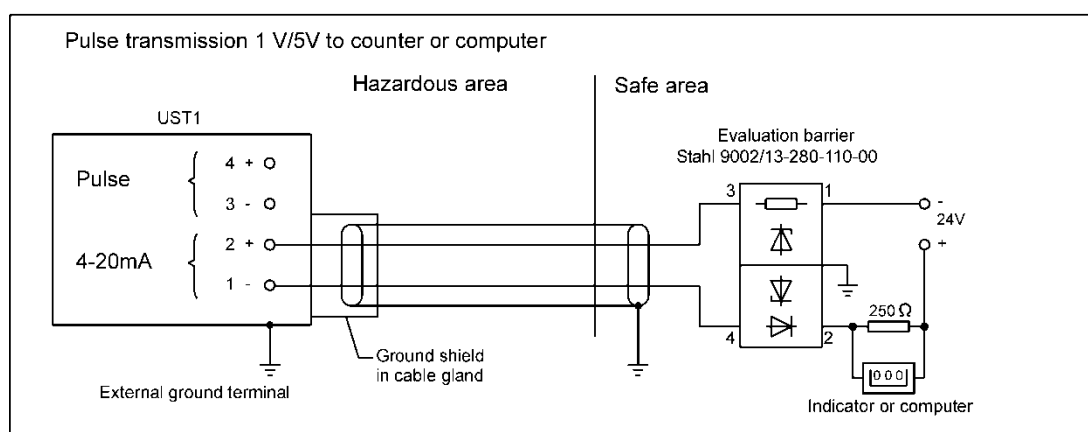 Pulse transmission 1 V/5V to counter or computer
Hazardous area
Safe area
UST1
Evaluation barrier
Stahl 9002/13-280-110-00
Pulse
4 + 
3 -
4-20mA
2 +
1 -
3
1
-
24V
+
4
2
250 Ω
000
Ground shield
in cable gland
External ground terminal
Indicator or computer